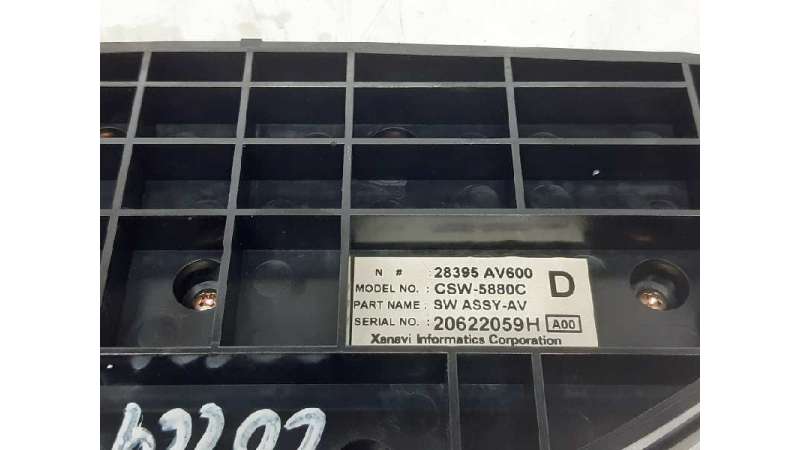 N # : 28395 AV600
MODEL NO. : CSW-5880C D
PART NAME : SW ASSY-AV
SERIAL NO. : 20622059H A00
Xanavi Informatics Corporation